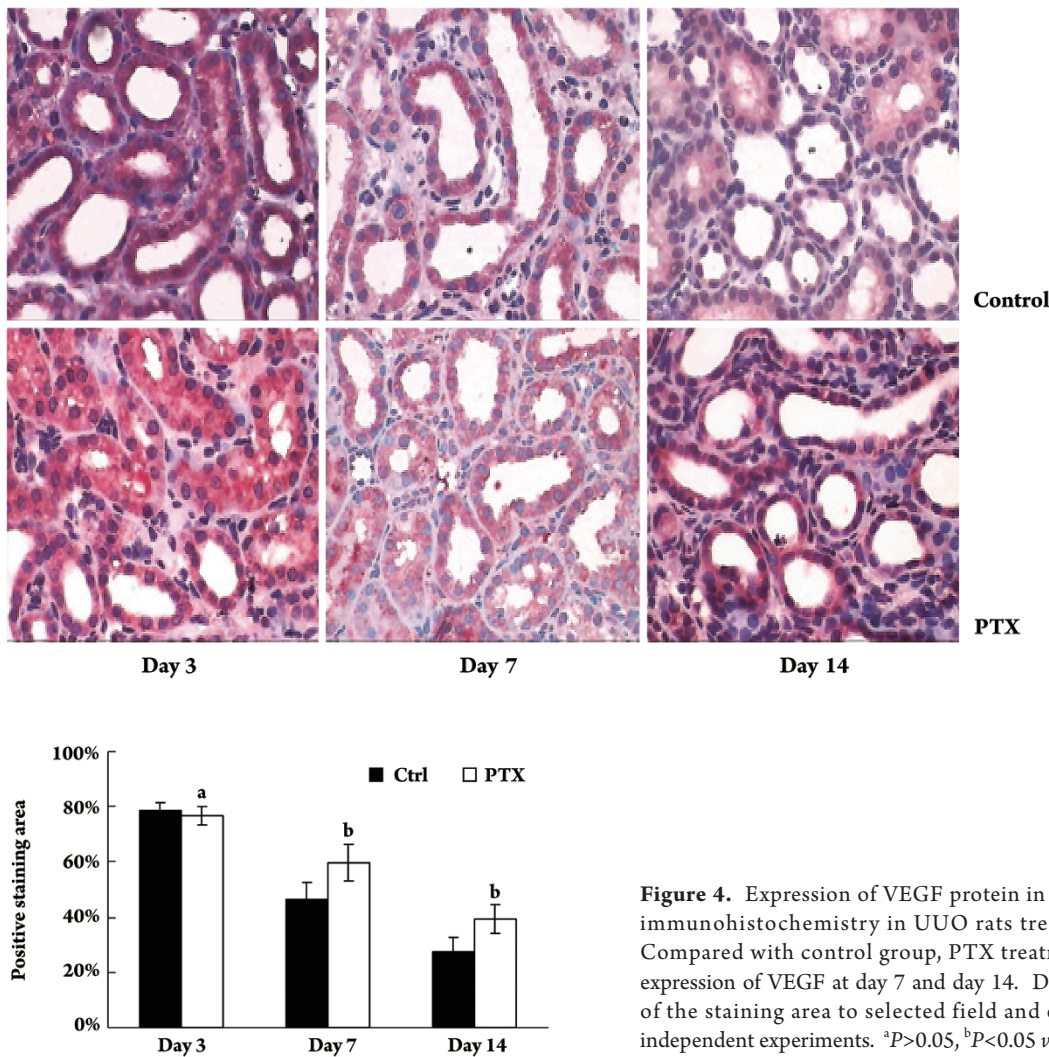 Control
PTX
Day 3 Day 7 Day 14
100%
80%
60%
40%
20%
0%
Positive staining area
Ctrl PTX
a
b
b
Day 3 Day 7 Day 14
Figure 4. Expression of VEGF protein in
immunohistochemistry in UUO rats tre
Compared with control group, PTX treatm
expression of VEGF at day 7 and day 14. D
of the staining area to selected field and
independent experiments. ᵃP>0.05, ᵇP<0.05 v